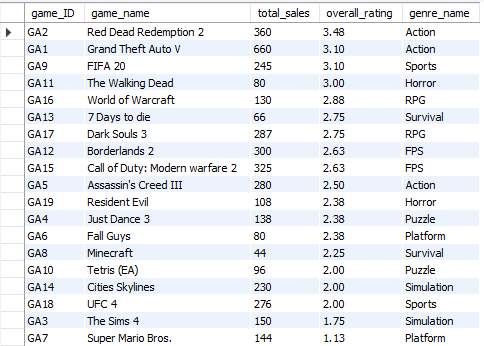 game_ID game_name total_sales overall_rating genre_name
GA2 Red Dead Redemption 2 360 3.48 Action
GA1 Grand Theft Auto V 660 3.10 Action
GA9 FIFA 20 245 3.10 Sports
GA11 The Walking Dead 80 3.00 Horror
GA16 World of Warcraft 130 2.88 RPG
GA13 7 Days to die 66 2.75 Survival
GA17 Dark Souls 3 287 2.75 RPG
GA12 Borderlands 2 300 2.63 FPS
GA15 Call of Duty: Modern warfare 2 325 2.63 FPS
GA5 Assassin's Creed III 280 2.50 Action
GA19 Resident Evil 108 2.38 Horror
GA4 Just Dance 3 138 2.38 Puzzle
GA6 Fall Guys 80 2.38 Platform
GA8 Minecraft 44 2.25 Survival
GA10 Tetris (EA) 96 2.00 Puzzle
GA14 Cities Skylines 230 2.00 Simulation
GA18 UFC 4 276 2.00 Sports
GA3 The Sims 4 150 1.75 Simulation
GA7 Super Mario Bros. 144 1.13 Platform